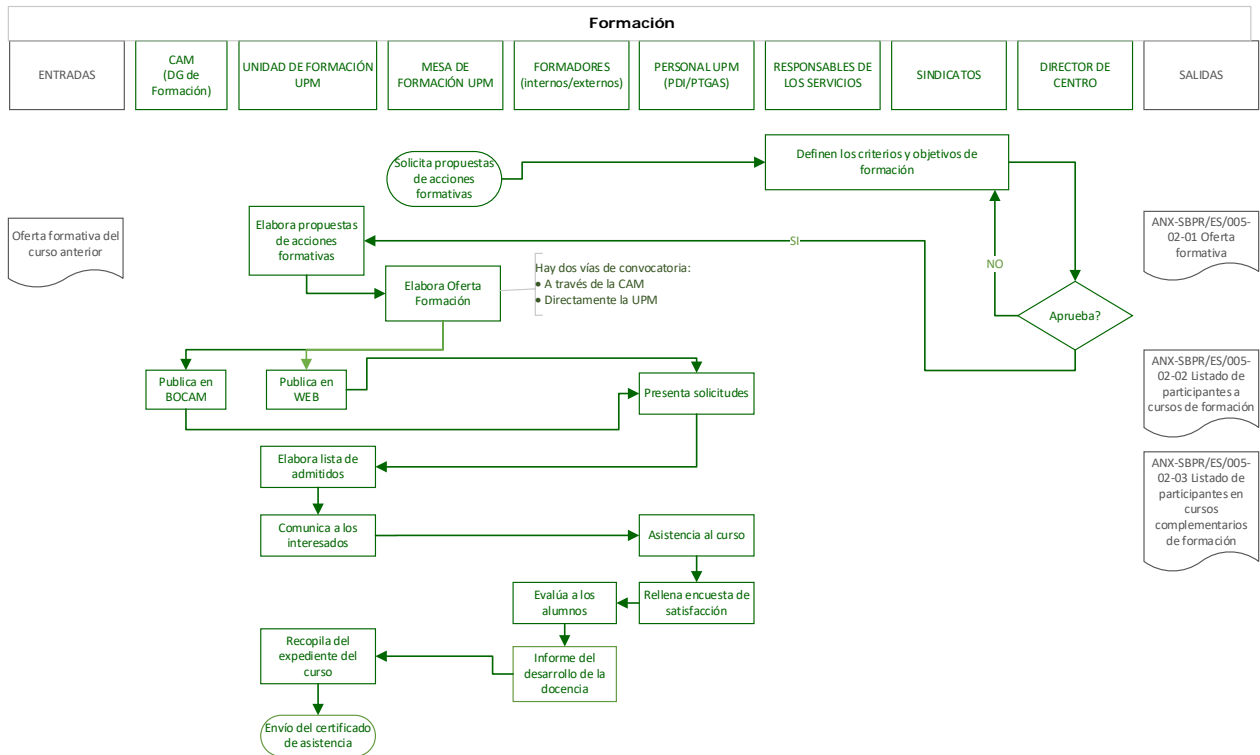 Formación
ENTRADAS
CAM
(DG de
Formación)
UNIDAD DE FORMACIÓN
UPM
MESA DE
FORMACIÓN UPM
FORMADORES
(internos/externos)
PERSONAL UPM
(PDI/PTGAS)
RESPONSABLES DE
LOS SERVICIOS
SINDICATOS
DIRECTOR DE
CENTRO
SALIDAS
Solicita propuestas
de acciones
formativas
Definen los criterios y objetivos de
formación
Oferta formativa del
curso anterior
Elabora propuestas
de acciones
formativas
SI
NO
ANX-SBPR/ES/005-
02-01 Oferta
formativa
Elabora Oferta
Formación
Hay dos vías de convocatoria:
• A través de la CAM
• Directamente la UPM
Aprueba?
Publica en
BOCAM
Publica en
WEB
Presenta solicitudes
ANX-SBPR/ES/005-
02-02 Listado de
participantes a
cursos de formación
Elabora lista de
admitidos
ANX-SBPR/ES/005-
02-03 Listado de
participantes en
cursos
complementarios
de formación
Comunica a los
interesados
Asistencia al curso
Evalúa a los
alumnos
Rellena encuesta de
satisfacción
Recopila del
expediente del
curso
Informe del
desarrollo de la
docencia
Envío del certificado
de asistencia